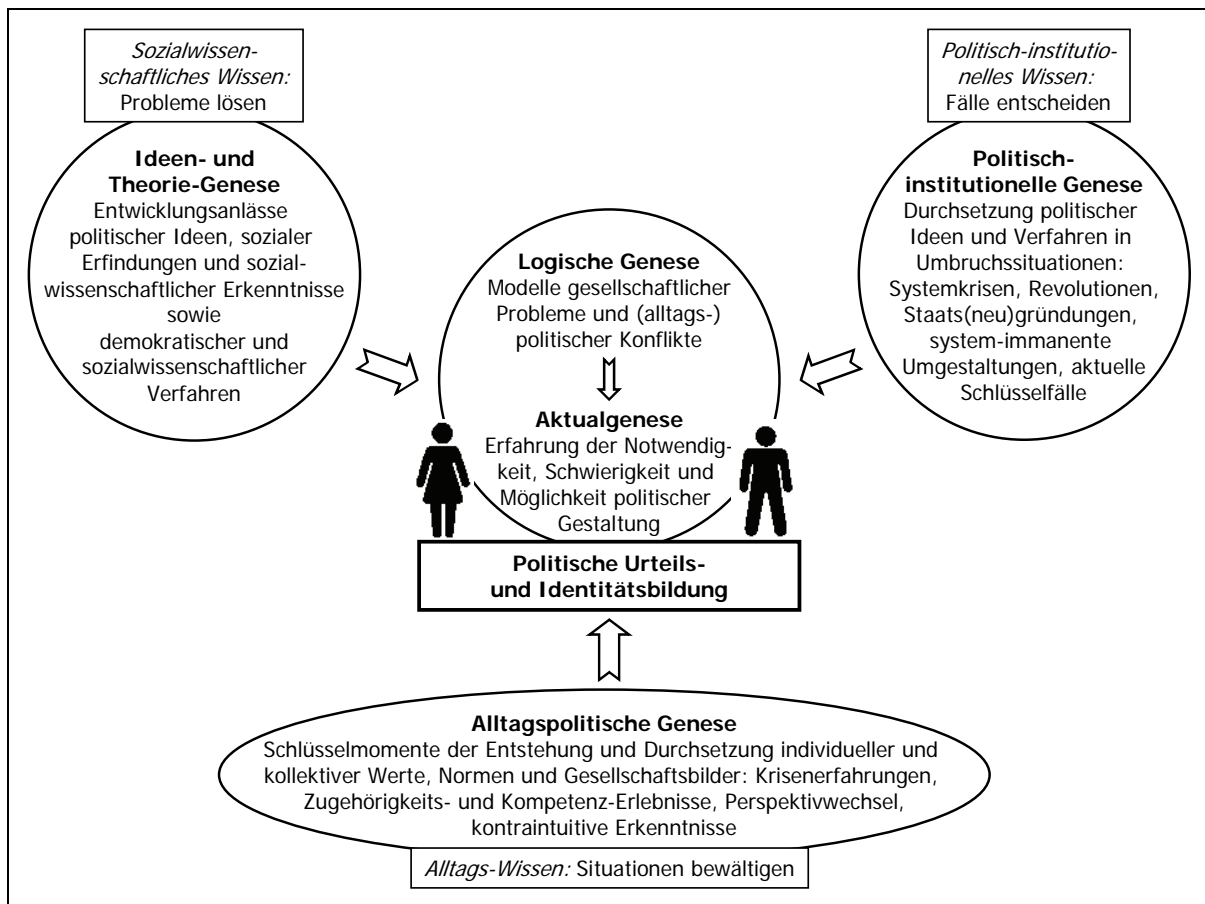 Sozialwissen-
schaftliches Wissen:
Probleme lösen
Ideen- und
Theorie-Genese
Entwicklungsanlässe
politischer Ideen, sozialer
Erfindungen und sozial-
wissenschaftlicher Erkenntnisse
sowie
demokratischer und
sozialwissenschaftlicher
Verfahren
Politisch-institutio-
nelles Wissen:
Fälle entscheiden
Politisch-
institutionelle Genese
Durchsetzung politischer
Ideen und Verfahren in
Umbruchssituationen:
Systemkrisen, Revolutionen,
Staats(neu)gründungen,
system-immanente
Umgestaltungen, aktuelle
Schlüsselfälle
Logische Genese
Modelle gesellschaftlicher
Probleme und (alltags-)
politischer Konflikte
Aktualgenese
Erfahrung der Notwendig-
keit, Schwierigkeit und
Möglichkeit politischer
Gestaltung
Politische Urteils-
und Identitätsbildung
Alltagspolitische Genese
Schlüsselmomente der Entstehung und Durchsetzung individueller und
kollektiver Werte, Normen und Gesellschaftsbilder: Krisenerfahrungen,
Zugehörigkeits- und Kompetenz-Erlebnisse, Perspektivwechsel,
kontraintuitive Erkenntnisse
Alltags-Wissen: Situationen bewältigen